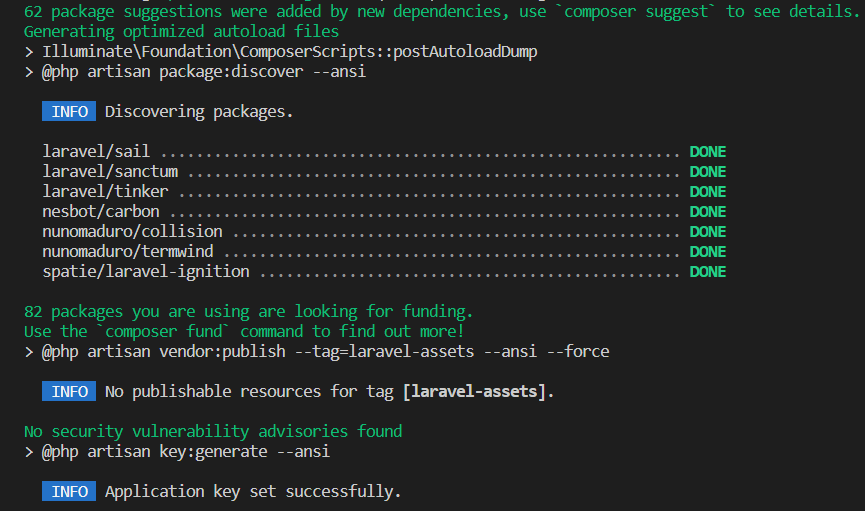 62 package suggestions were added by new dependencies, use `composer suggest` to see details.
Generating optimized autoload files
> Illuminate\Foundation\ComposerScripts::postAutoloadDump
> @php artisan package:discover --ansi
INFO Discovering packages.
laravel/sail .......................................................... DONE
laravel/sanctum ....................................................... DONE
laravel/tinker ........................................................ DONE
nesbot/carbon ......................................................... DONE
nunomaduro/collision .................................................. DONE
nunomaduro/termwind ................................................... DONE
spatie/laravel-ignition ............................................... DONE
82 packages you are using are looking for funding.
Use the `composer fund` command to find out more!
> @php artisan vendor:publish --tag=laravel-assets --ansi --force
INFO No publishable resources for tag [laravel-assets].
No security vulnerability advisories found
> @php artisan key:generate --ansi
INFO Application key set successfully.